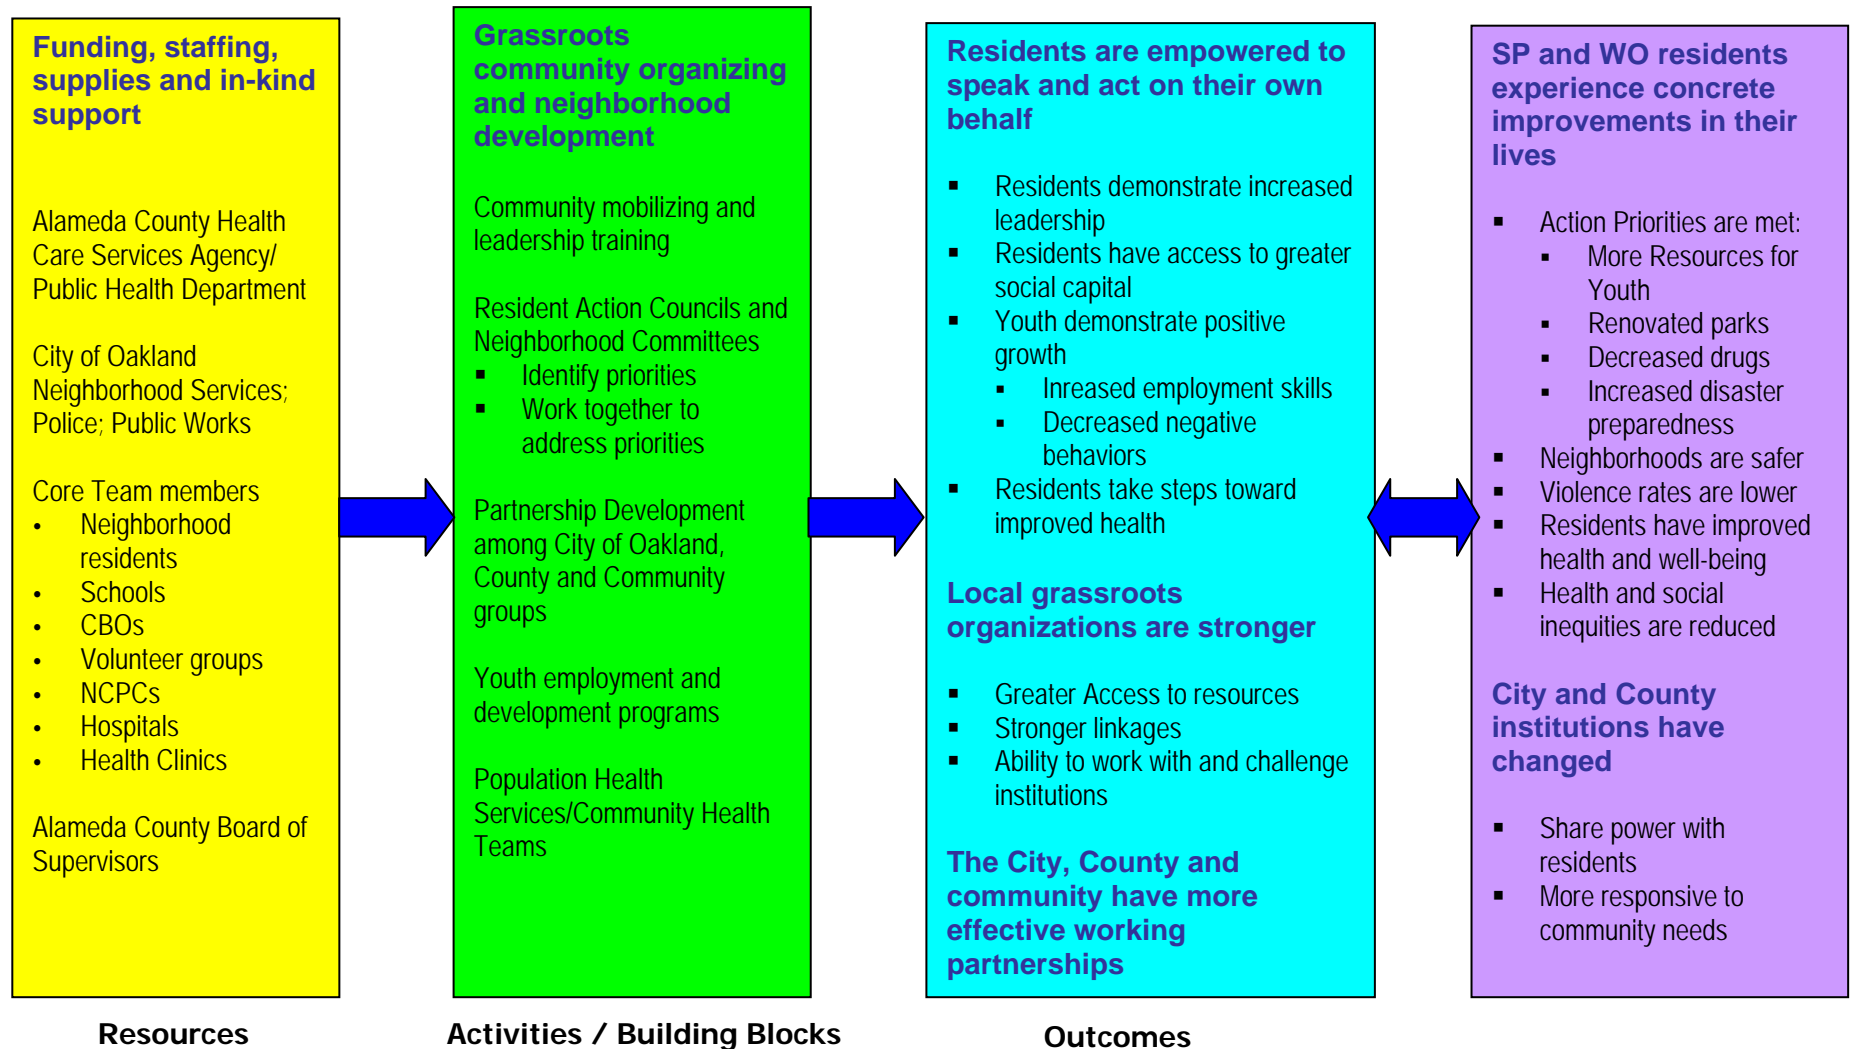 Funding, staffing,
supplies and in-kind
support
Alameda County Health
Care Services Agency/
Public Health Department
City of Oakland
Neighborhood Services;
Police; Public Works
Core Team members
• Neighborhood
residents
• Schools
• CBOs
• Volunteer groups
• NCPCs
• Hospitals
• Health Clinics
Alameda County Board of
Supervisors
Resources
Grassroots
community organizing
and neighborhood
development
Community mobilizing and
leadership training
Resident Action Councils and
Neighborhood Committees
▪ Identify priorities
▪ Work together to
address priorities
Partnership Development
among City of Oakland,
County and Community
groups
Youth employment and
development programs
Population Health
Services/Community Health
Teams
Activities / Building Blocks
Residents are empowered to
speak and act on their own
behalf
▪ Residents demonstrate increased
leadership
▪ Residents have access to greater
social capital
▪ Youth demonstrate positive
growth
▪ Inreased employment skills
▪ Decreased negative
behaviors
▪ Residents take steps toward
improved health
Local grassroots
organizations are stronger
▪ Greater Access to resources
▪ Stronger linkages
▪ Ability to work with and challenge
institutions
The City, County and
community have more
effective working
partnerships
Outcomes
SP and WO residents
experience concrete
improvements in their
lives
▪ Action Priorities are met:
▪ More Resources for
Youth
▪ Renovated parks
▪ Decreased drugs
▪ Increased disaster
preparedness
▪ Neighborhoods are safer
▪ Violence rates are lower
▪ Residents have improved
health and well-being
▪ Health and social
inequities are reduced
City and County
institutions have
changed
▪ Share power with
residents
▪ More responsive to
community needs